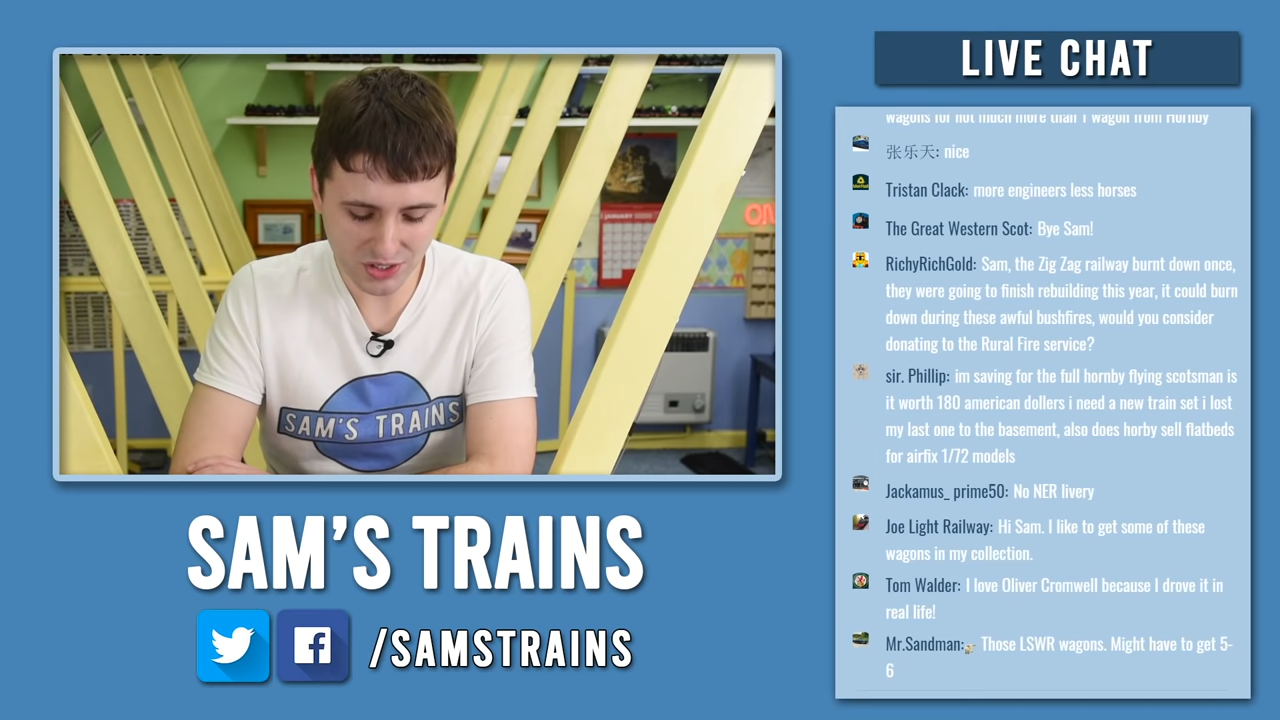 LIVE CHAT
wagons for not much more than 1 wagon from Hornby
张乐天: nice
Tristan Clack: more engineers less horses
The Great Western Scot: Bye Sam!
RichyRichGold: Sam, the Zig Zag railway burnt down once,
they were going to finish rebuilding this year, it could burn
down during these awful bushfires, would you consider
donating to the Rural Fire service?
sir. Phillip: im saving for the full hornby flying scotsman is
it worth 180 american dollers i need a new train set i lost
my last one to the basement, also does horby sell flatbeds
for airfix 1/72 models
Jackamus_ prime50: No NER livery
Joe Light Railway: Hi Sam. I like to get some of these
wagons in my collection.
Tom Walder: I love Oliver Cromwell because I drove it in
real life!
Mr.Sandman: Those LSWR wagons. Might have to get 5-
6
JANUARY
SAM'S TRAINS
SAM'S TRAINS
/SAMSTRAINS